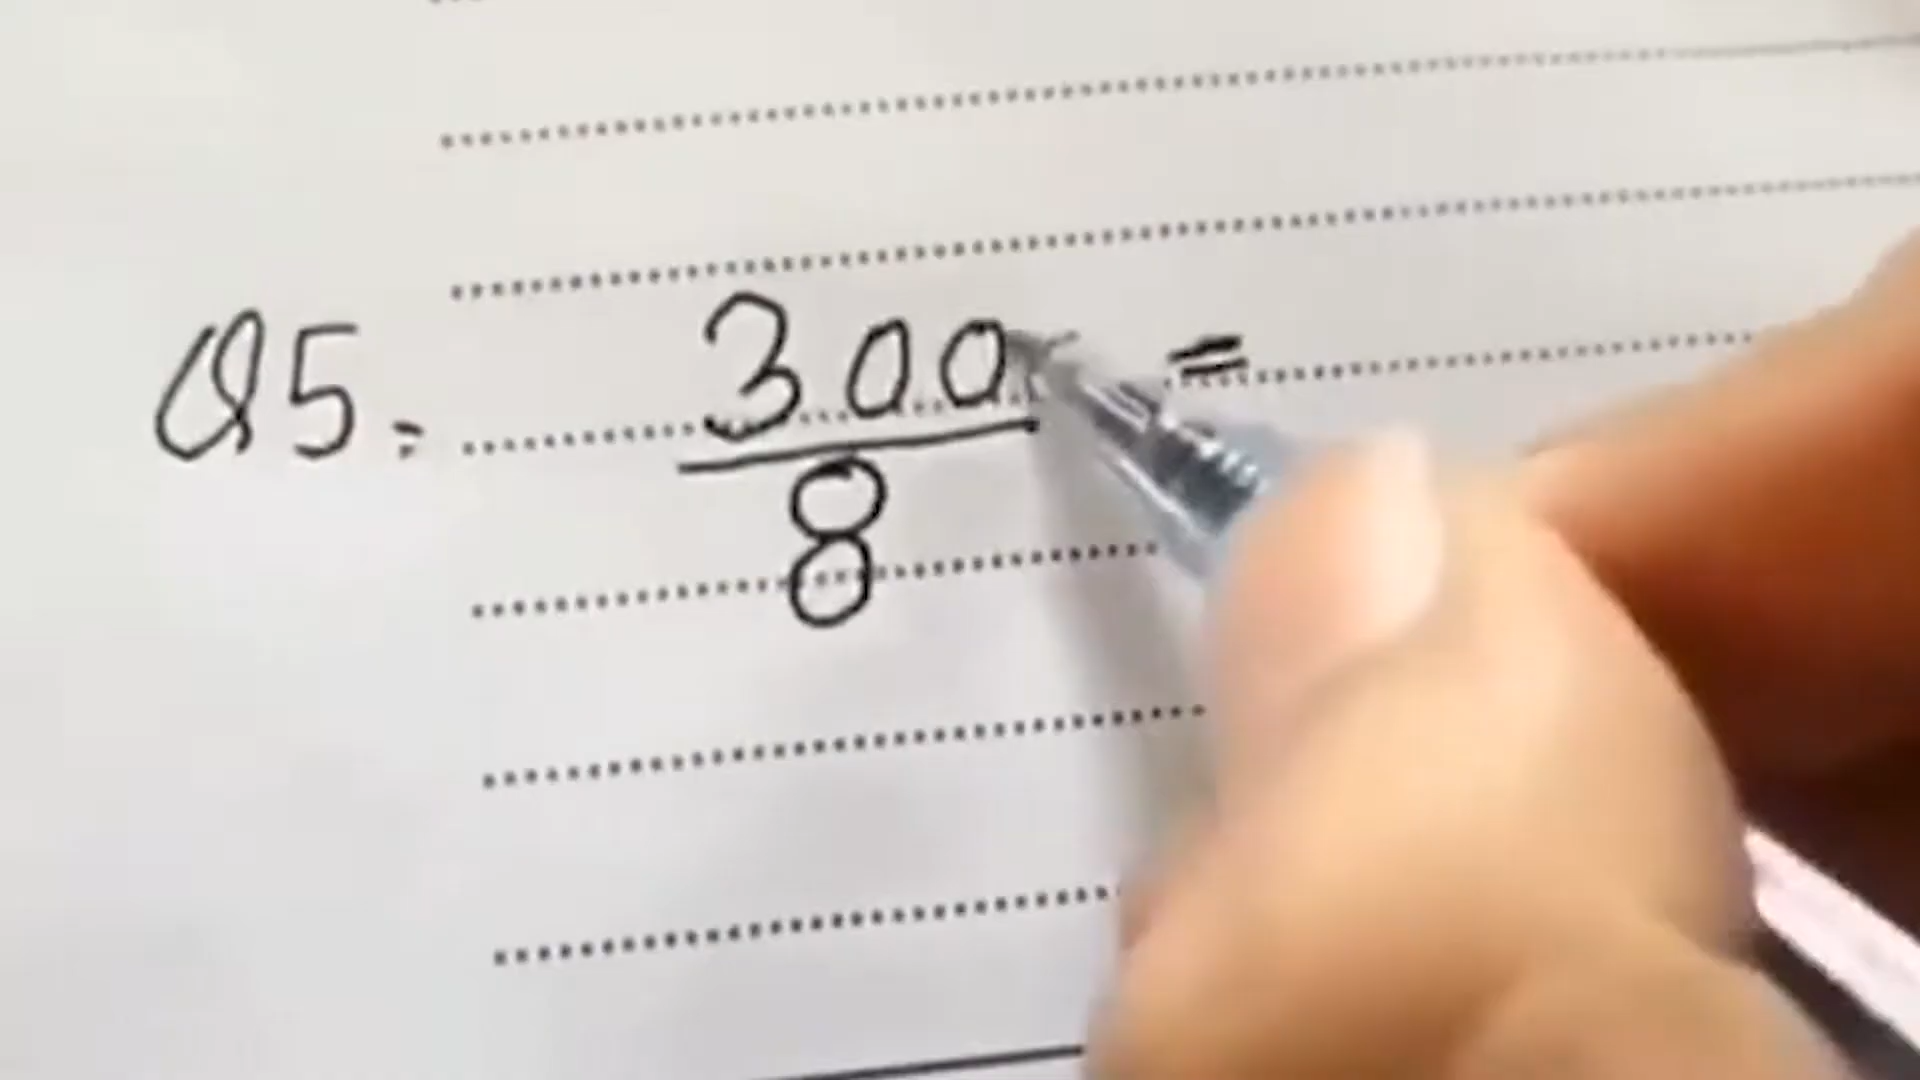 Q5. 300/8 =